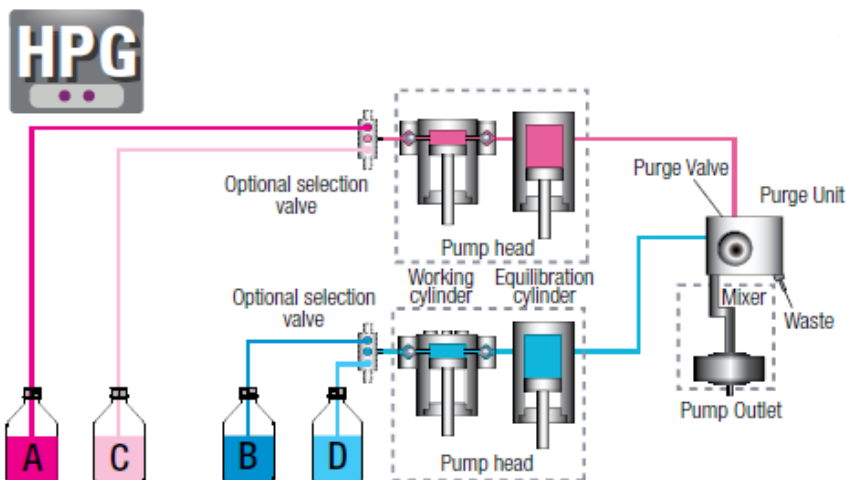 HPG
Optional selection
valve
Pump head
Purge Valve
Purge Unit
Working
cylinder
Equilibration
cylinder
Optional selection
valve
Mixer
Waste
Pump Outlet
Pump head
A
C
B
D